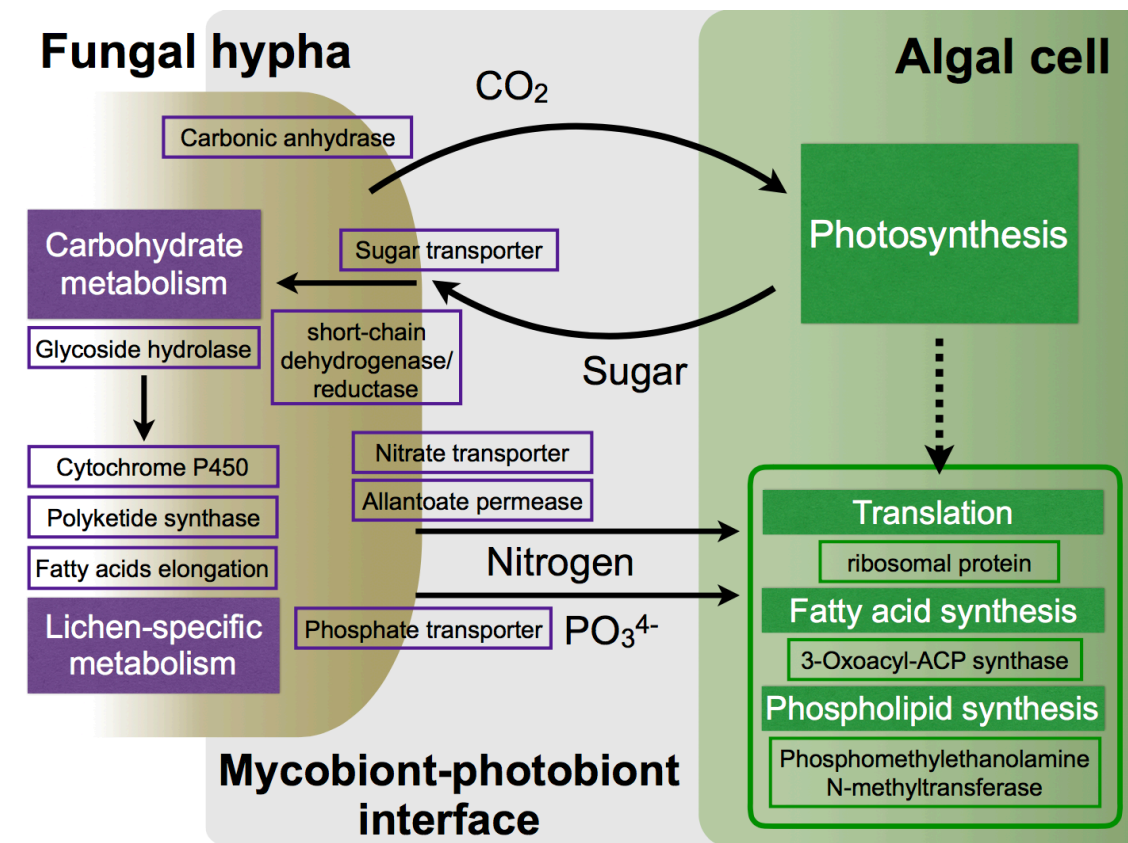 Fungal hypha
Algal cell
CO2
Carbonic anhydrase
Carbohydrate
metabolism
Sugar transporter
Photosynthesis
Glycoside hydrolase
short-chain
dehydrogenase/
reductase
Sugar
Cytochrome P450
Polyketide synthase
Fatty acids elongation
Lichen-specific
metabolism
Nitrate transporter
Allantoate permease
Nitrogen
Phosphate transporter
PO34-
Translation
ribosomal protein
Fatty acid synthesis
3-Oxoacyl-ACP synthase
Phospholipid synthesis
Phosphomethylethanolamine
N-methyltransferase
Mycobiont-photobiont
interface